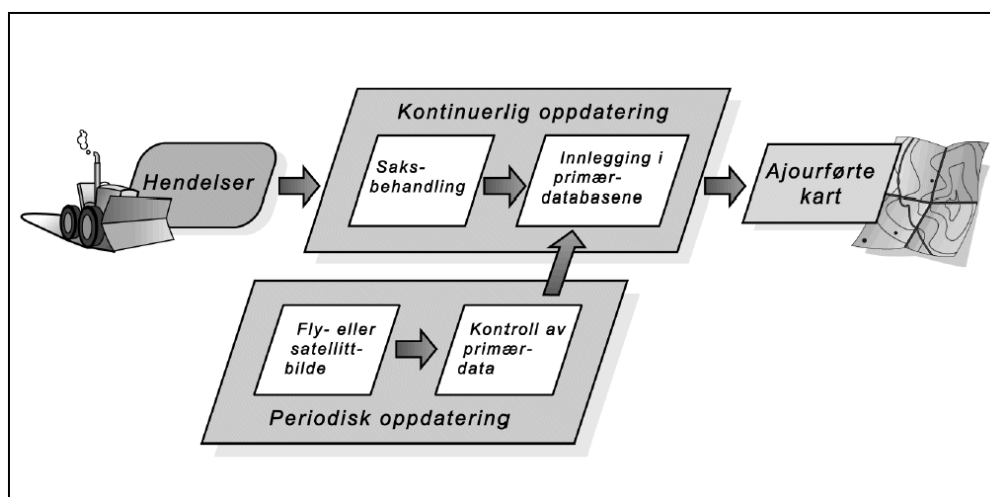 Kontinuerlig oppdatering
Hendelser
Saks-
behandling
Innlegging i
primær-
databasene
Ajourførte
kart
Fly- eller
satellitt-
bilde
Kontroll av
primær-
data
Periodisk oppdatering